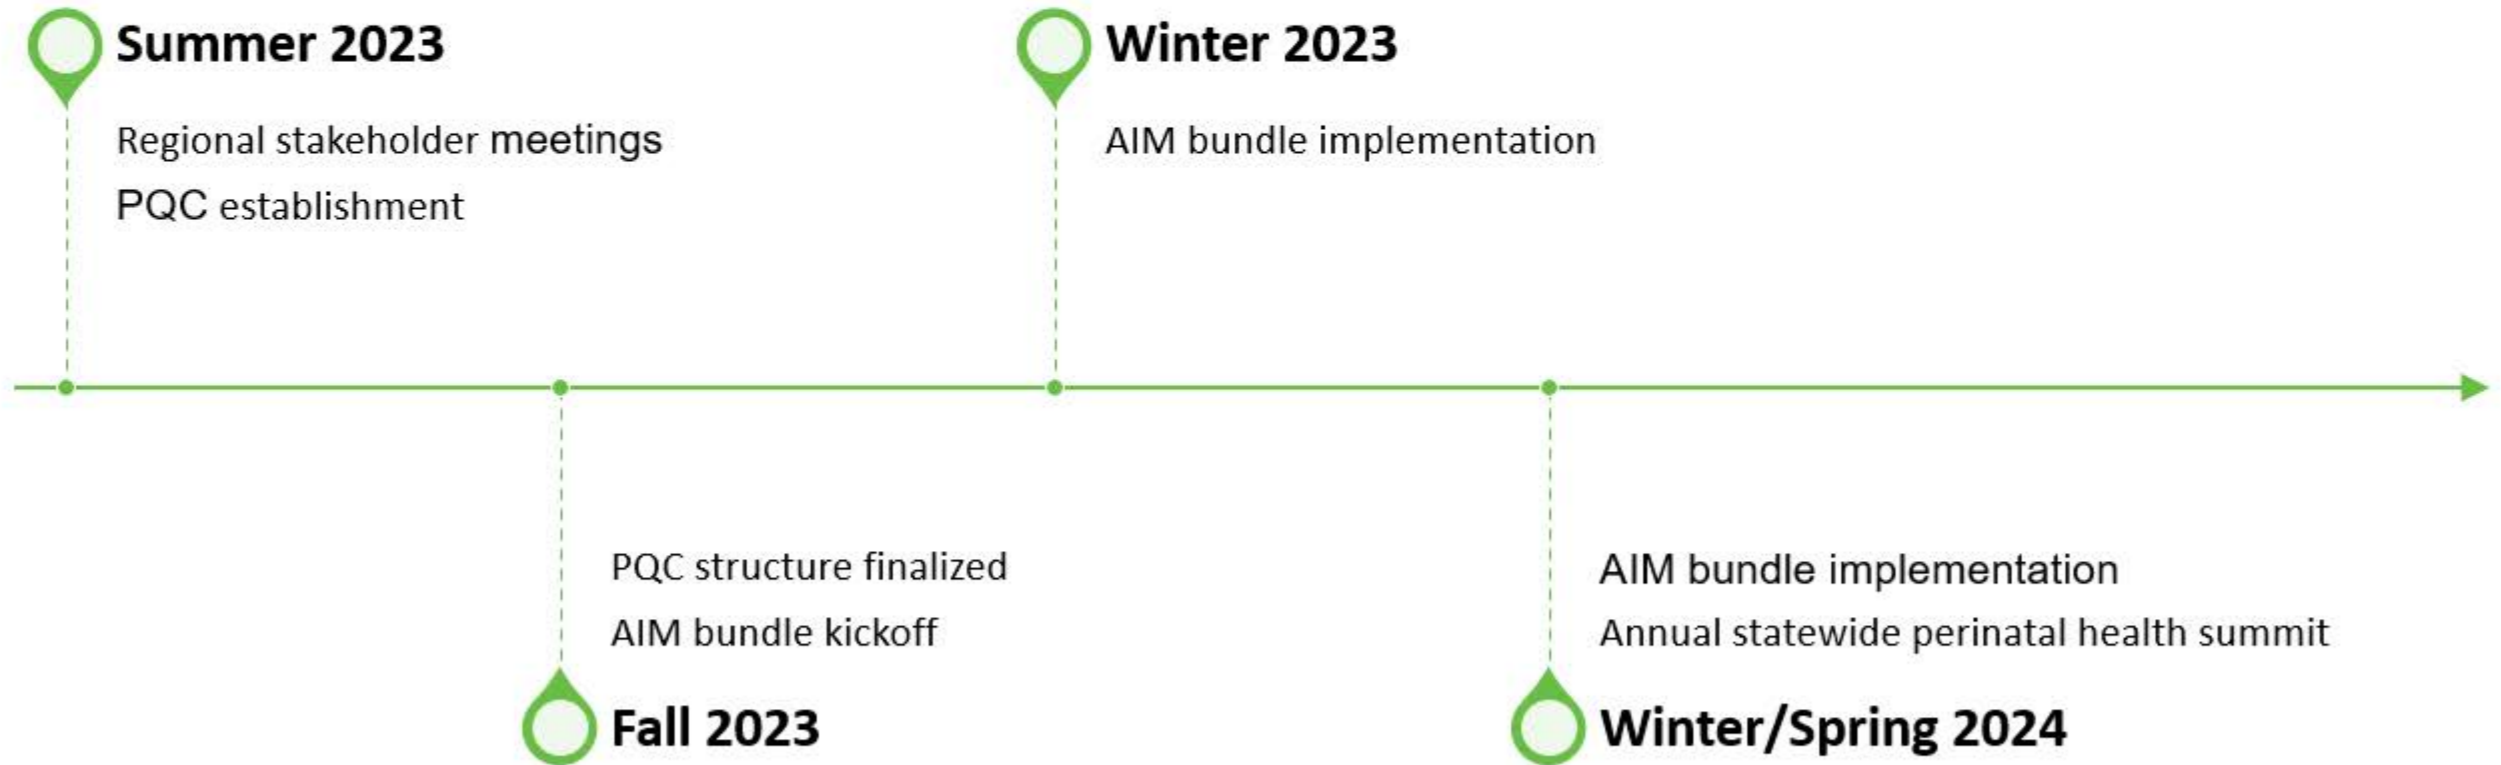 Summer 2023
Regional stakeholder meetings
PQC establishment
Winter 2023
AIM bundle implementation
PQC structure finalized
AIM bundle kickoff
Fall 2023
AIM bundle implementation
Annual statewide perinatal health summit
Winter/Spring 2024